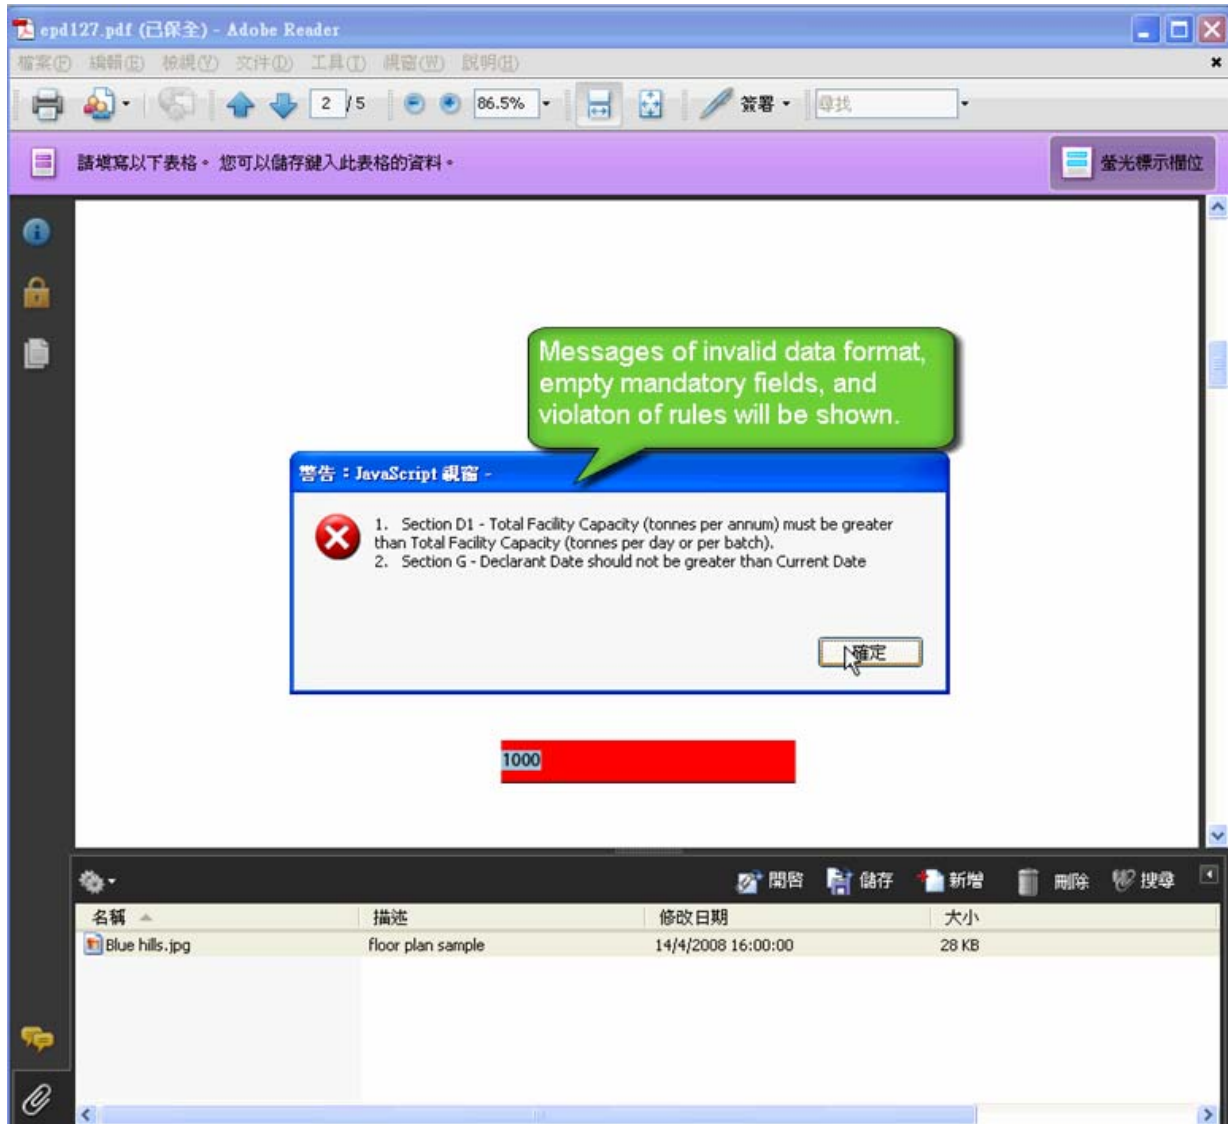 epd127.pdf (已保全) - Adobe Reader
檔案(F) 編輯(E) 檢視(V) 文件(D) 工具(T) 視窗(W) 說明(H)
2 / 5 86.5% 簽署 尋找
請填寫以下表格。 您可以儲存鍵入此表格的資料。 螢光標示欄位
Messages of invalid data format,
empty mandatory fields, and
violaton of rules will be shown.
警告：JavaScript 視窗 -
1. Section D1 - Total Facility Capacity (tonnes per annum) must be greater
than Total Facility Capacity (tonnes per day or per batch).
2. Section G - Declarant Date should not be greater than Current Date
確定
1000
開啓 儲存 新增 刪除 搜尋
名稱 描述 修改日期 大小
Blue hills.jpg floor plan sample 14/4/2008 16:00:00 28 KB